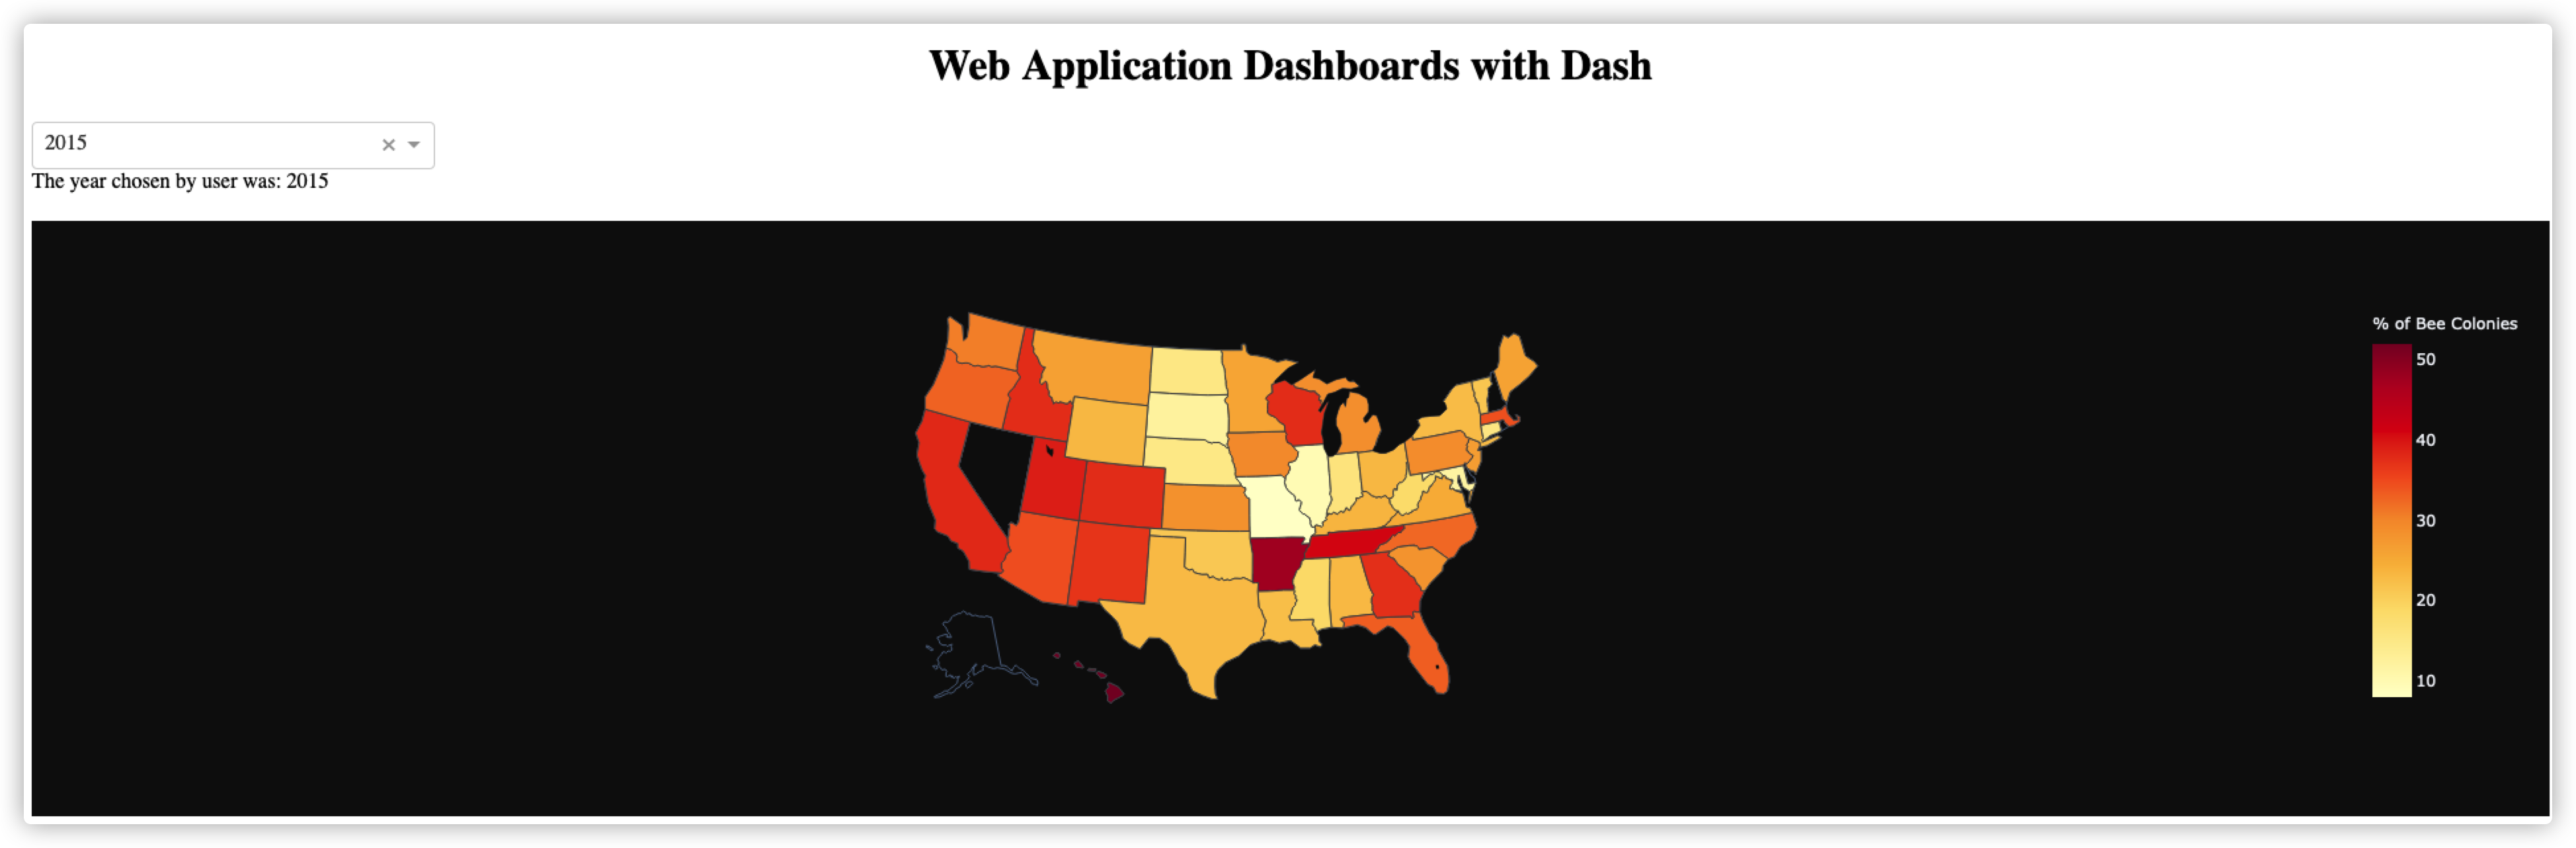 Web Application Dashboards with Dash
2015
The year chosen by user was: 2015
% of Bee Colonies
50
40
30
20
10